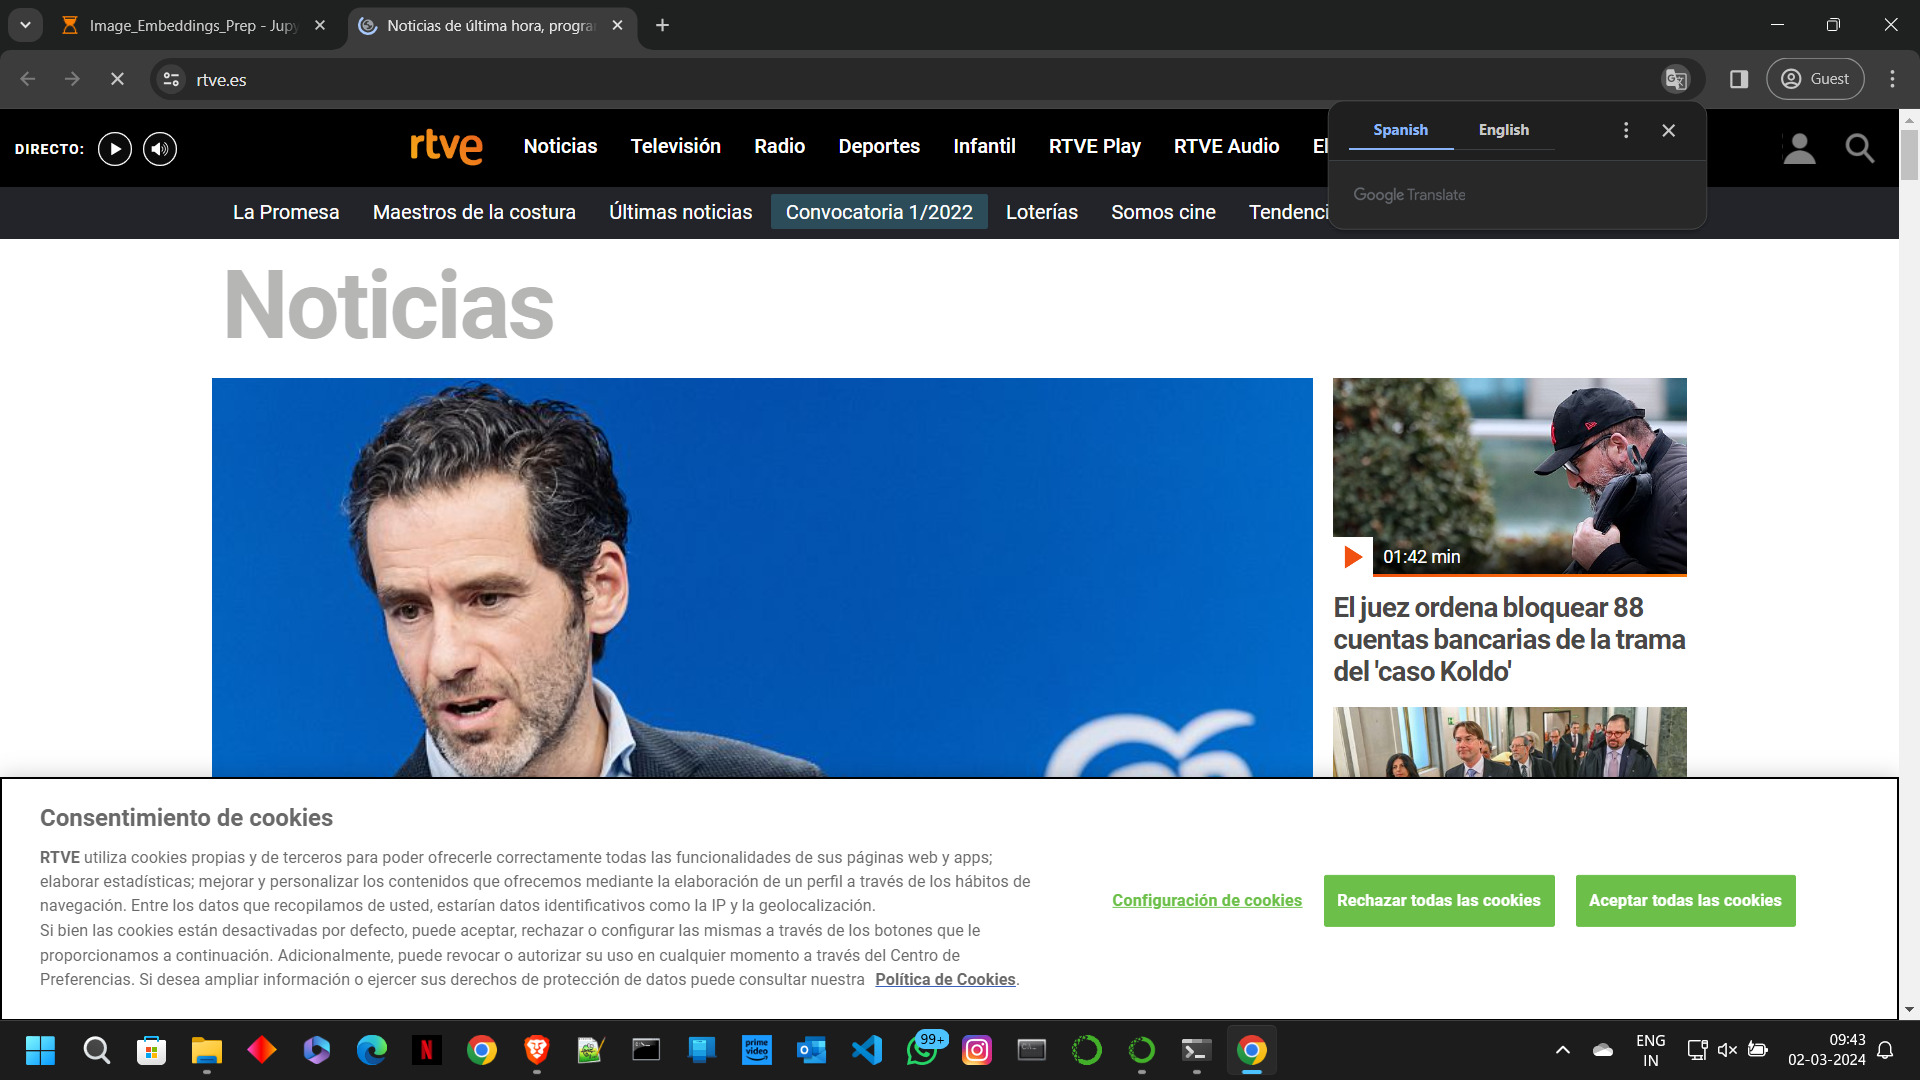 Image_Embeddings_Prep - Jupy
Noticias de última hora, progra
rtve.es
Guest
DIRECTO:
rtve
Noticias
Televisión
Radio
Deportes
Infantil
RTVE Play
RTVE Audio
El
Spanish
English
Google Translate
La Promesa
Maestros de la costura
Últimas noticias
Convocatoria 1/2022
Loterías
Somos cine
Tendenci
Noticias
01:42 min
El juez ordena bloquear 88
cuentas bancarias de la trama
del 'caso Koldo'
Consentimiento de cookies
RTVE utiliza cookies propias y de terceros para poder ofrecerle correctamente todas las funcionalidades de sus páginas web y apps;
elaborar estadísticas; mejorar y personalizar los contenidos que ofrecemos mediante la elaboración de un perfil a través de los hábitos de
navegación. Entre los datos que recopilamos de usted, estarían datos identificativos como la IP y la geolocalización.
Si bien las cookies están desactivadas por defecto, puede aceptar, rechazar o configurar las mismas a través de los botones que le
proporcionamos a continuación. Adicionalmente, puede revocar o autorizar su uso en cualquier momento a través del Centro de
Preferencias. Si desea ampliar información o ejercer sus derechos de protección de datos puede consultar nuestra Política de Cookies.
Configuración de cookies
Rechazar todas las cookies
Aceptar todas las cookies
prime video
99+
ENG
IN
09:43
02-03-2024